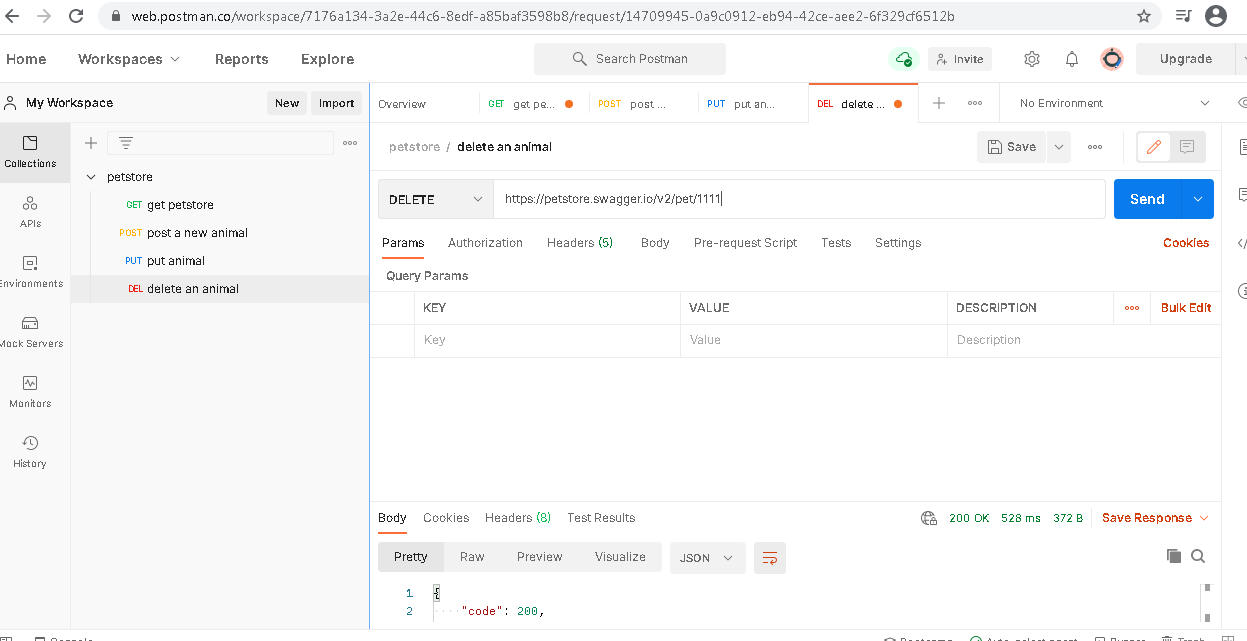 web.postman.co/workspace/7176a134-3a2e-44c6-8edf-a85baf3598b8/request/14709945-0a9c0912-eb94-42ce-aee2-6f329cf6512b
Home Workspaces Reports Explore Search Postman Invite Upgrade
My Workspace New Import
Overview GET get pe... POST post ... PUT put an... DEL delete ... No Environment
Collections
APIs
Environments
Mock Servers
Monitors
History
petstore
GET get petstore
POST post a new animal
PUT put animal
DEL delete an animal
petstore / delete an animal Save
DELETE https://petstore.swagger.io/v2/pet/1111 Send
Params Authorization Headers (5) Body Pre-request Script Tests Settings Cookies
Query Params
KEY VALUE DESCRIPTION Bulk Edit
Key Value Description
Body Cookies Headers (8) Test Results 200 OK 528 ms 372 B Save Response
Pretty Raw Preview Visualize JSON
1 {
2 "code": 200,